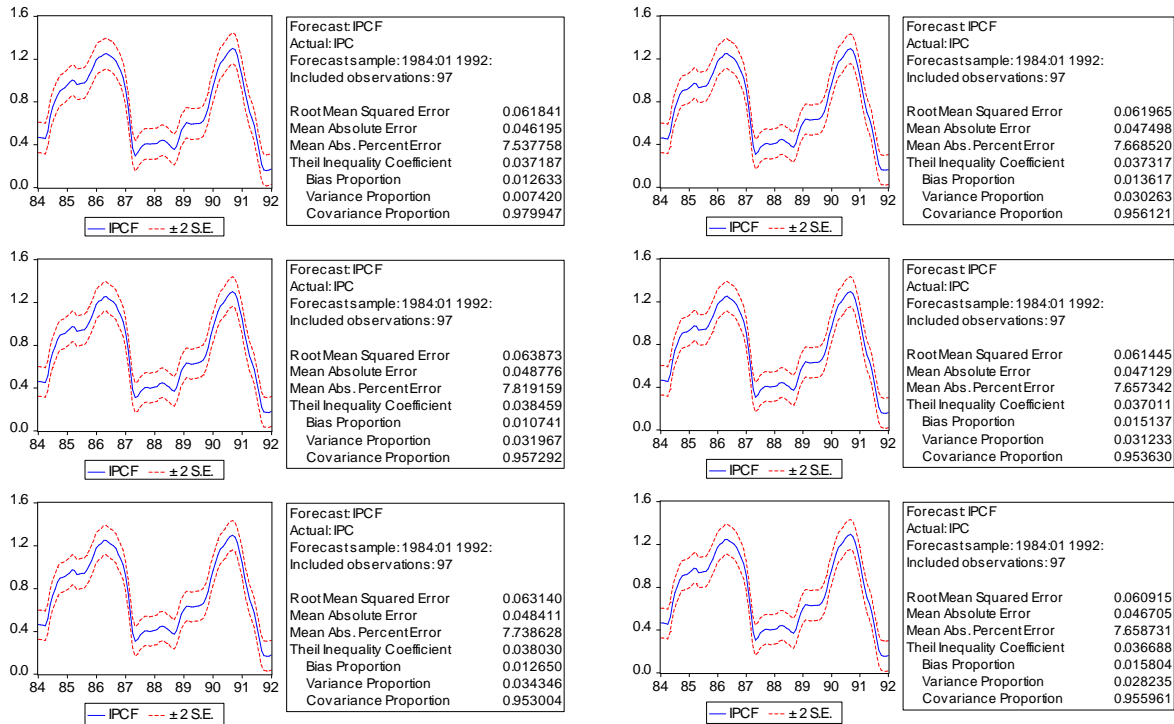 1.6
1.2
0.8
0.4
0.0
84 85 86 87 88 89 90 91 92
IPCF ± 2 S.E.
Forecast: IPCF
Actual: IPC
Forecast sample: 1984:01 1992:
Included observations: 97
Root Mean Squared Error 0.061841
Mean Absolute Error 0.046195
Mean Abs. Percent Error 7.537758
Theil Inequality Coefficient 0.037187
Bias Proportion 0.012633
Variance Proportion 0.007420
Covariance Proportion 0.979947
1.6
1.2
0.8
0.4
0.0
84 85 86 87 88 89 90 91 92
IPCF ± 2 S.E.
Forecast: IPCF
Actual: IPC
Forecast sample: 1984:01 1992:
Included observations: 97
Root Mean Squared Error 0.061965
Mean Absolute Error 0.047498
Mean Abs. Percent Error 7.668520
Theil Inequality Coefficient 0.037317
Bias Proportion 0.013617
Variance Proportion 0.030263
Covariance Proportion 0.956121
1.6
1.2
0.8
0.4
0.0
84 85 86 87 88 89 90 91 92
IPCF ± 2 S.E.
Forecast: IPCF
Actual: IPC
Forecast sample: 1984:01 1992:
Included observations: 97
Root Mean Squared Error 0.063873
Mean Absolute Error 0.048776
Mean Abs. Percent Error 7.819159
Theil Inequality Coefficient 0.038459
Bias Proportion 0.010741
Variance Proportion 0.031967
Covariance Proportion 0.957292
1.6
1.2
0.8
0.4
0.0
84 85 86 87 88 89 90 91 92
IPCF ± 2 S.E.
Forecast: IPCF
Actual: IPC
Forecast sample: 1984:01 1992:
Included observations: 97
Root Mean Squared Error 0.061445
Mean Absolute Error 0.047129
Mean Abs. Percent Error 7.657342
Theil Inequality Coefficient 0.037011
Bias Proportion 0.015137
Variance Proportion 0.031233
Covariance Proportion 0.953630
1.6
1.2
0.8
0.4
0.0
84 85 86 87 88 89 90 91 92
IPCF ± 2 S.E.
Forecast: IPCF
Actual: IPC
Forecast sample: 1984:01 1992:
Included observations: 97
Root Mean Squared Error 0.063140
Mean Absolute Error 0.048411
Mean Abs. Percent Error 7.738628
Theil Inequality Coefficient 0.038030
Bias Proportion 0.012650
Variance Proportion 0.034346
Covariance Proportion 0.953004
1.6
1.2
0.8
0.4
0.0
84 85 86 87 88 89 90 91 92
IPCF ± 2 S.E.
Forecast: IPCF
Actual: IPC
Forecast sample: 1984:01 1992:
Included observations: 97
Root Mean Squared Error 0.060915
Mean Absolute Error 0.046705
Mean Abs. Percent Error 7.658731
Theil Inequality Coefficient 0.036688
Bias Proportion 0.015804
Variance Proportion 0.028235
Covariance Proportion 0.955961